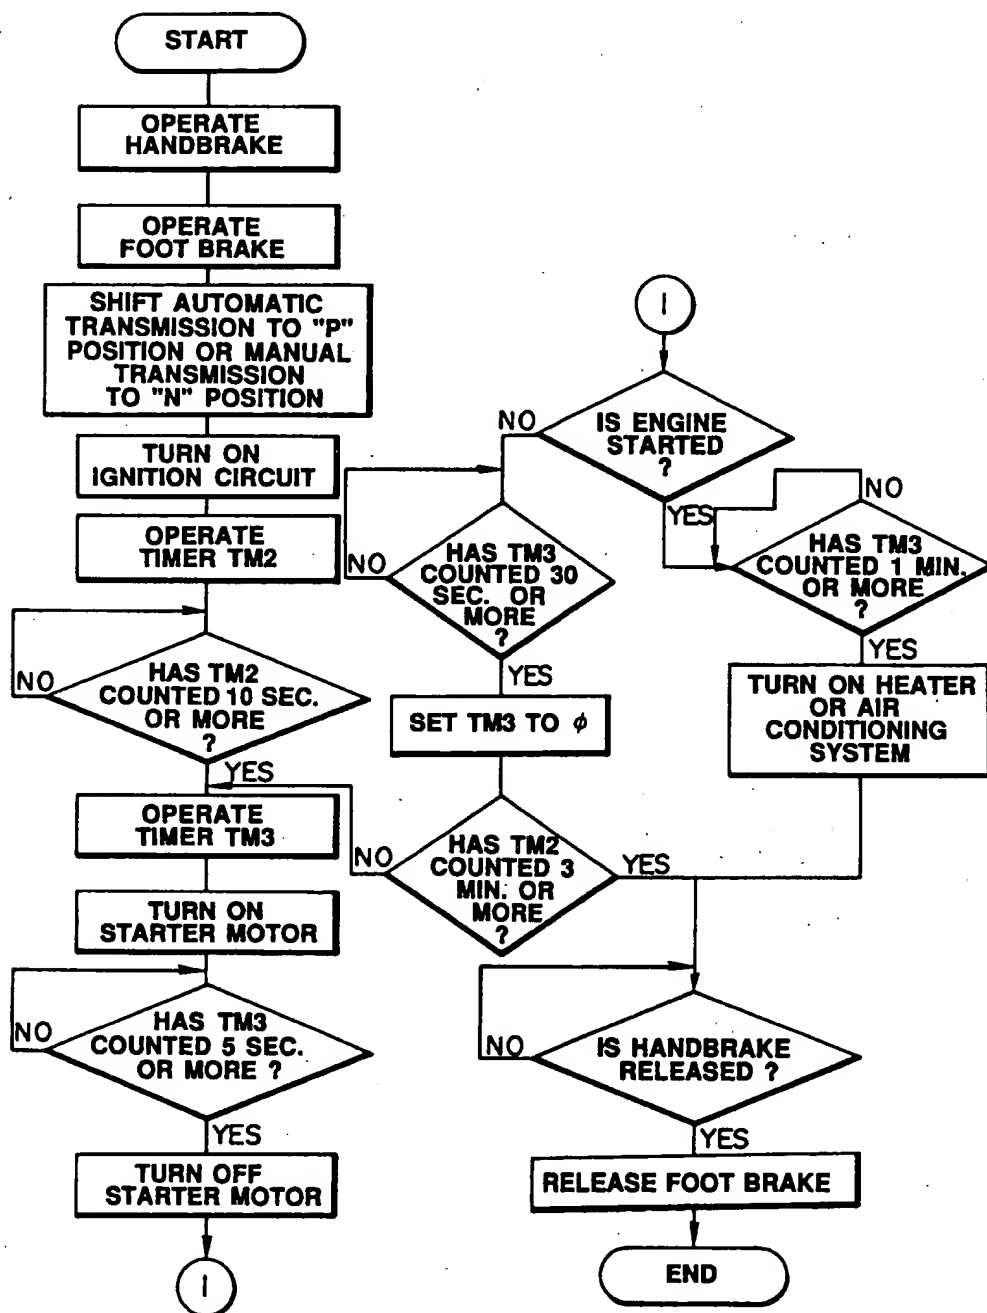 START
OPERATE
HANDBRAKE
OPERATE
FOOT BRAKE
SHIFT AUTOMATIC
TRANSMISSION TO "P"
POSITION OR MANUAL
TRANSMISSION
TO "N" POSITION
TURN ON
IGNITION CIRCUIT
OPERATE
TIMER TM2
HAS TM2
COUNTED 10 SEC.
OR MORE
?
NO
YES
OPERATE
TIMER TM3
TURN ON
STARTER MOTOR
HAS TM3
COUNTED 5 SEC.
OR MORE ?
NO
YES
TURN OFF
STARTER MOTOR
1
1
IS ENGINE
STARTED
?
NO
YES
HAS TM3
COUNTED 30
SEC. OR
MORE
?
NO
YES
SET TM3 TO ϕ
HAS TM2
COUNTED 3
MIN. OR
MORE
?
NO
YES
HAS TM3
COUNTED 1 MIN.
OR MORE
?
NO
YES
TURN ON HEATER
OR AIR
CONDITIONING
SYSTEM
IS HANDBRAKE
RELEASED ?
NO
YES
RELEASE FOOT BRAKE
END